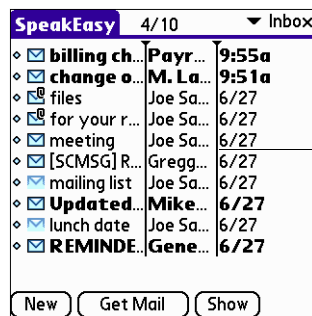 SpeakEasy 4/10 Inbox
billing ch... Payr... 9:55a
change o... M. La... 9:51a
files Joe Sa... 6/27
for your r... Joe Sa... 6/27
meeting Joe Sa... 6/27
[SCMSG] R... Gregg... 6/27
mailing list Joe Sa... 6/27
Updated... Mike... 6/27
lunch date Joe Sa... 6/27
REMINDE... Gene... 6/27
New Get Mail Show